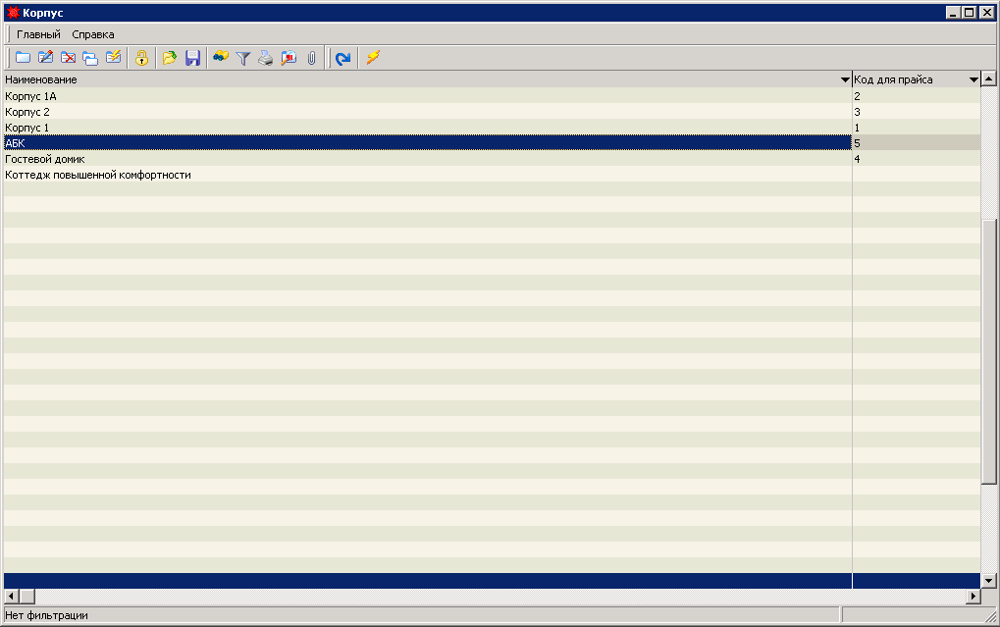 Корпус
Главный Справка
Наименование Код для прайса
Корпус 1А 2
Корпус 2 3
Корпус 1 1
АБК 5
Гостевой домик 4
Коттедж повышенной комфортности
Нет фильтрации